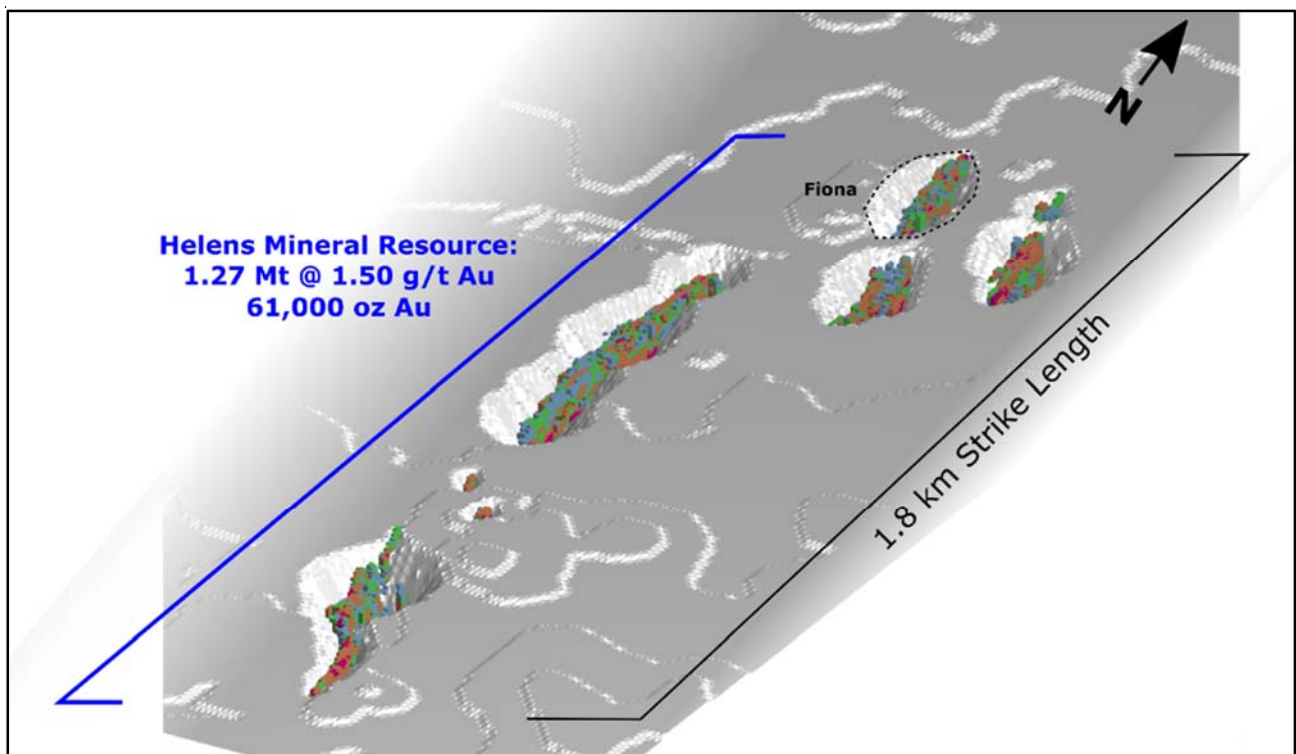 N
Fiona
Helens Mineral Resource:
1.27 Mt @ 1.50 g/t Au
61,000 oz Au
1.8 km Strike Length